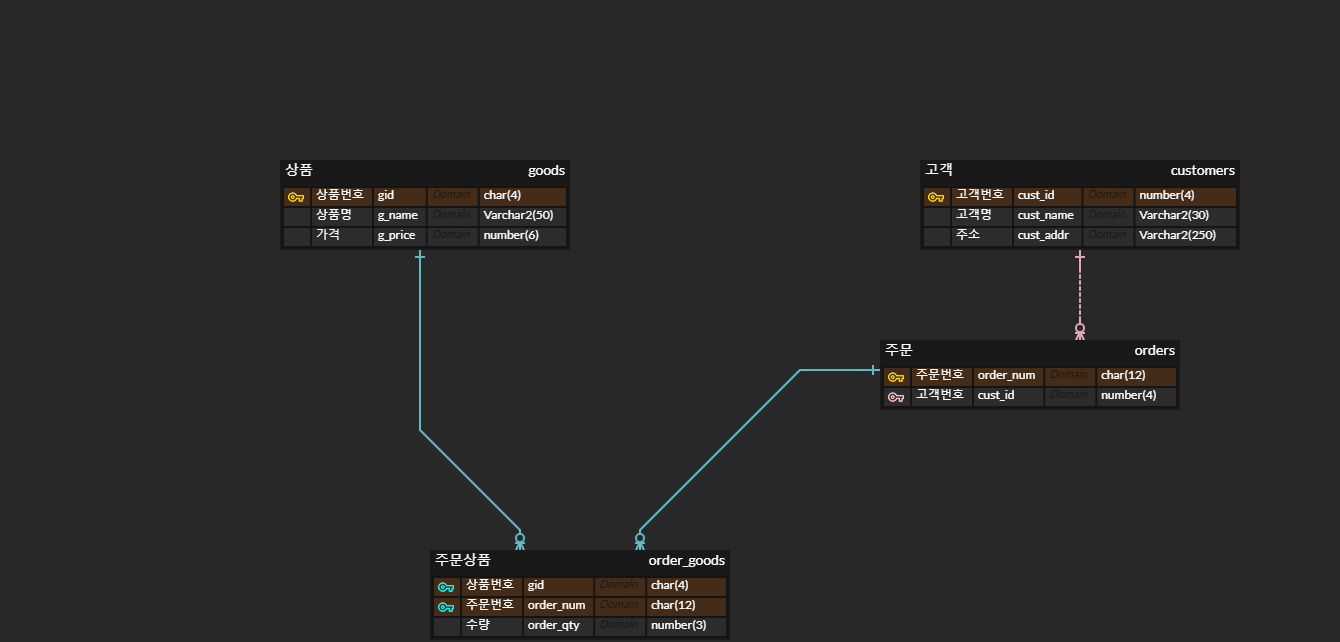 상품 goods
상품번호 gid Domain char(4)
상품명 g_name Domain Varchar2(50)
가격 g_price Domain number(6)
고객 customers
고객번호 cust_id Domain number(4)
고객명 cust_name Domain Varchar2(30)
주소 cust_addr Domain Varchar2(250)
주문 orders
주문번호 order_num Domain char(12)
고객번호 cust_id Domain number(4)
주문상품 order_goods
상품번호 gid Domain char(4)
주문번호 order_num Domain char(12)
수량 order_qty Domain number(3)